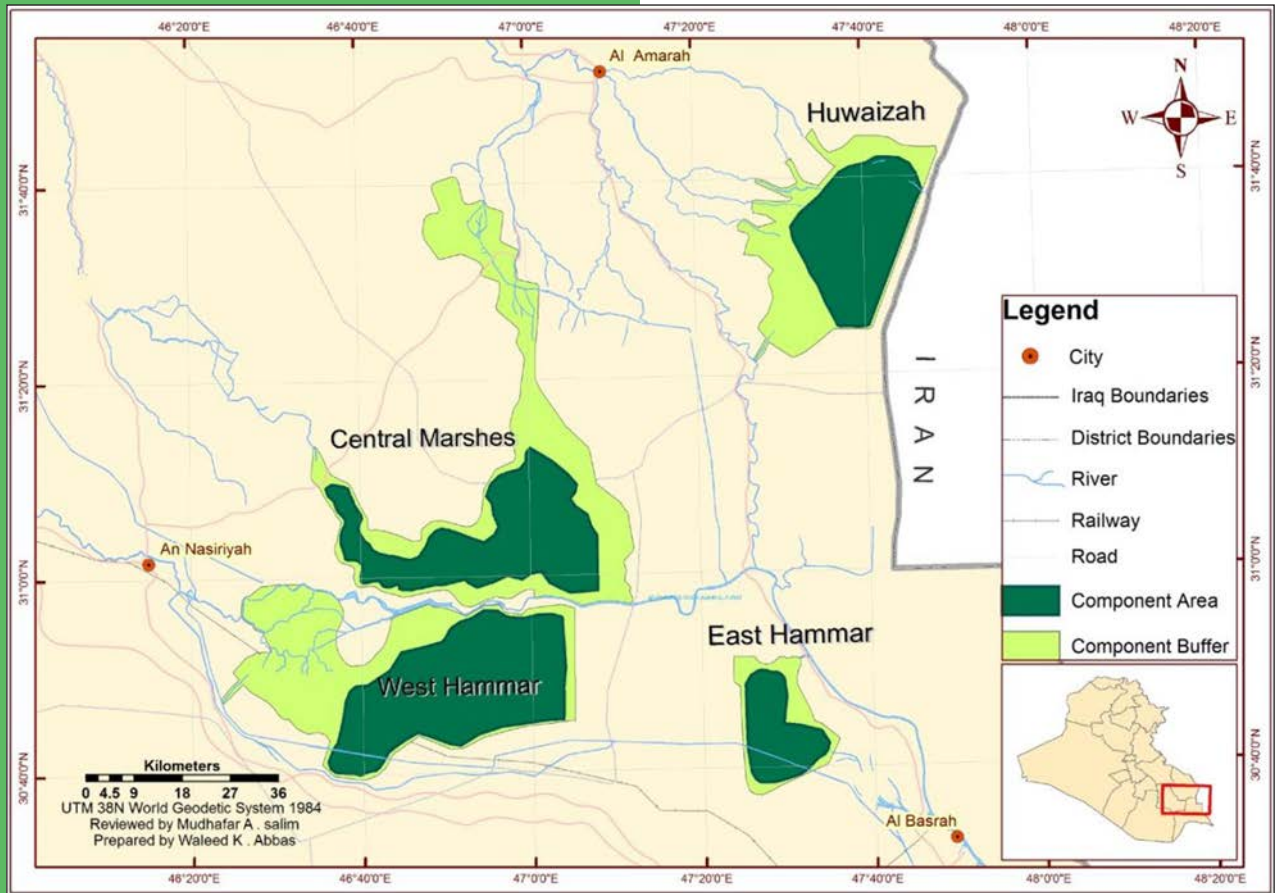 46°20'0"E
46°40'0"E
47°0'0"E
47°20'0"E
47°40'0"E
48°0'0"E
48°20'0"E
Al Amarah
N
W E
S
Huwaizah
31°40'0"N
31°40'0"N
Legend
City
Iraq Boundaries
District Boundaries
River
Railway
Road
Component Area
Component Buffer
IRAN
31°20'0"N
31°20'0"N
Central Marshes
An Nasiriyah
31°0'0"N
31°0'0"N
East Hammar
West Hammar
30°40'0"N
30°40'0"N
Kilometers
0 4.5 9 18 27 36
UTM 38N World Geodetic System 1984
Reviewed by Mudhafar A . salim
Prepared by Waleed K . Abbas
Al Basrah
46°20'0"E
46°40'0"E
47°0'0"E
47°20'0"E
47°40'0"E
48°0'0"E
48°20'0"E